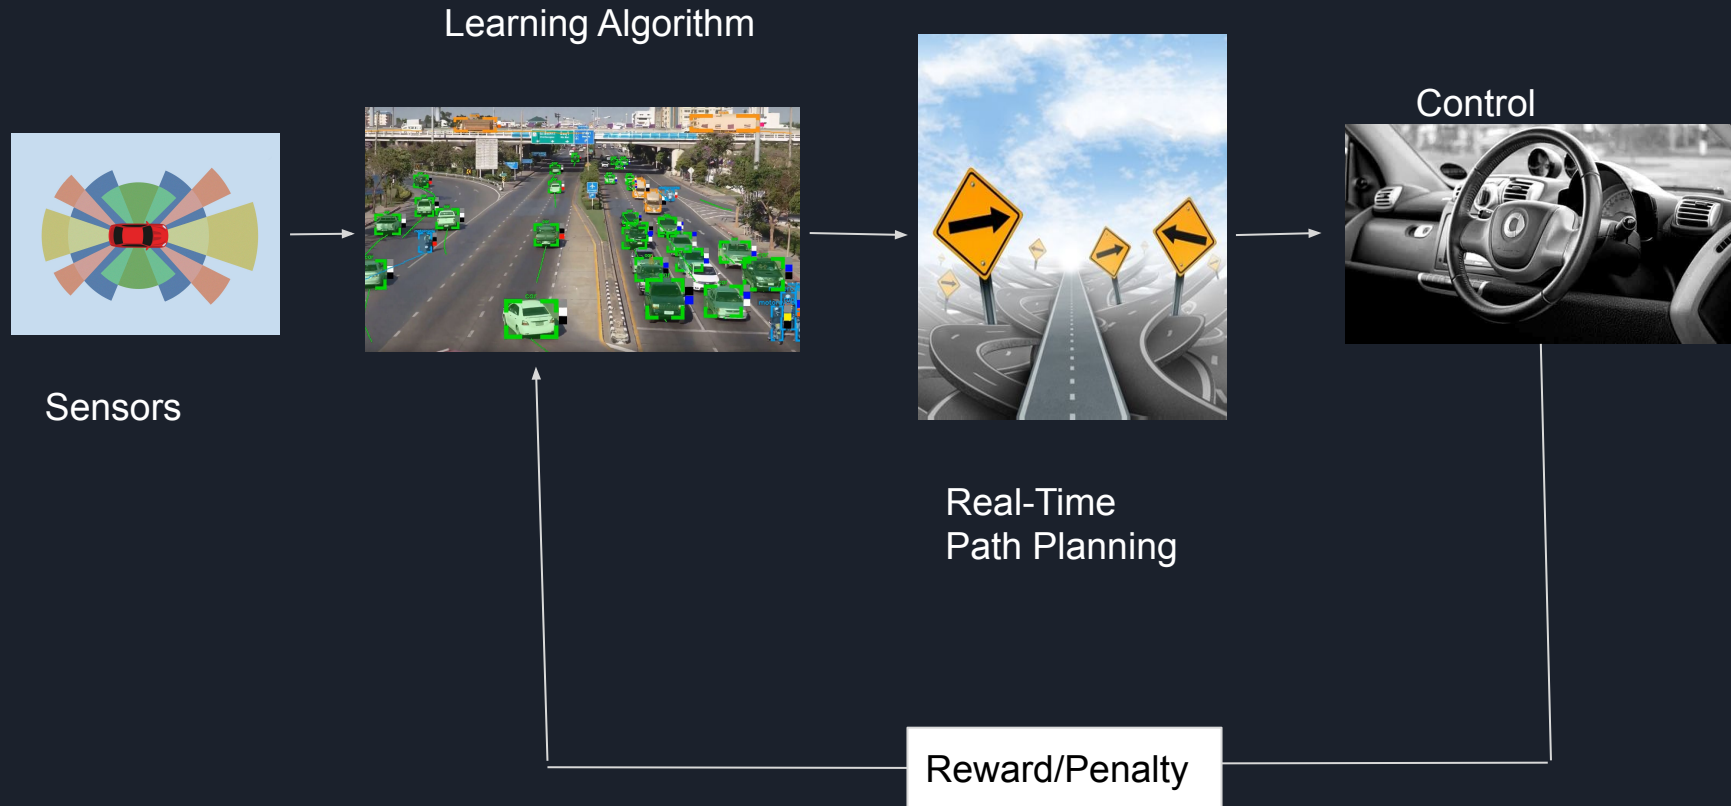 Learning Algorithm
Control
Sensors
Real-Time
Path Planning
Reward/Penalty